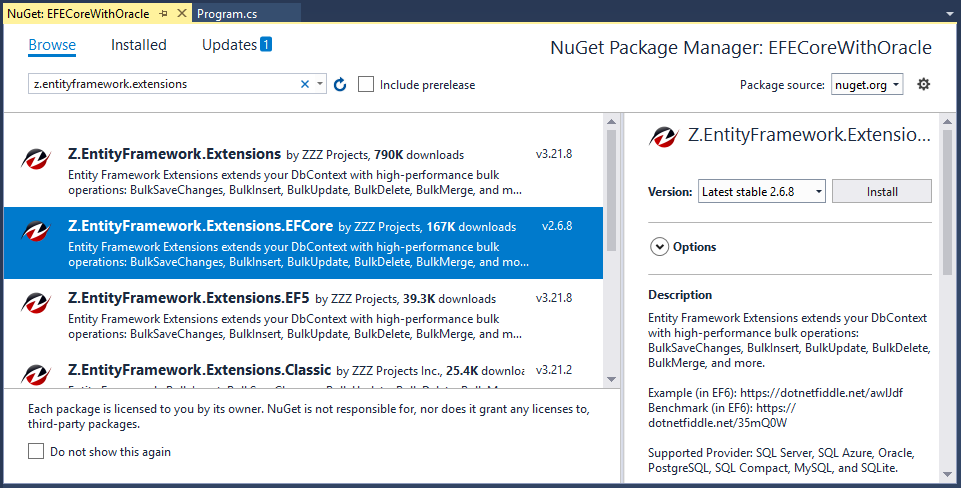 NuGet: EFECoreWithOracle
Program.cs
Browse
Installed
Updates 1
NuGet Package Manager: EFECoreWithOracle
z.entityframework.extensions
Include prerelease
Package source: nuget.org
Z.EntityFramework.Extensions by ZZZ Projects, 790K downloads v3.21.8
Entity Framework Extensions extends your DbContext with high-performance bulk
operations: BulkSaveChanges, BulkInsert, BulkUpdate, BulkDelete, BulkMerge, and m...
Z.EntityFramework.Extensions.EFCore by ZZZ Projects, 167K downloads v2.6.8
Entity Framework Extensions extends your DbContext with high-performance bulk
operations: BulkSaveChanges, BulkInsert, BulkUpdate, BulkDelete, BulkMerge, and mo...
Z.EntityFramework.Extensions.EF5 by ZZZ Projects, 39.3K downloads v3.21.8
Entity Framework Extensions extends your DbContext with high-performance bulk
operations: BulkSaveChanges, BulkInsert, BulkUpdate, BulkDelete, BulkMerge, and m...
Z.EntityFramework.Extensions.Classic by ZZZ Projects Inc., 25.4K downloa v3.21.2
Each package is licensed to you by its owner. NuGet is not responsible for, nor does it grant any licenses to,
third-party packages.
Do not show this again
Z.EntityFramework.Extensio...
Version: Latest stable 2.6.8
Install
Options
Description
Entity Framework Extensions extends your DbContext
with high-performance bulk operations:
BulkSaveChanges, BulkInsert, BulkUpdate, BulkDelete,
BulkMerge, and more.
Example (in EF6): https://dotnetfiddle.net/awlJdf
Benchmark (in EF6): https://
dotnetfiddle.net/35mQ0W
Supported Provider: SQL Server, SQL Azure, Oracle,
PostgreSQL, SQL Compact, MySQL, and SQLite.